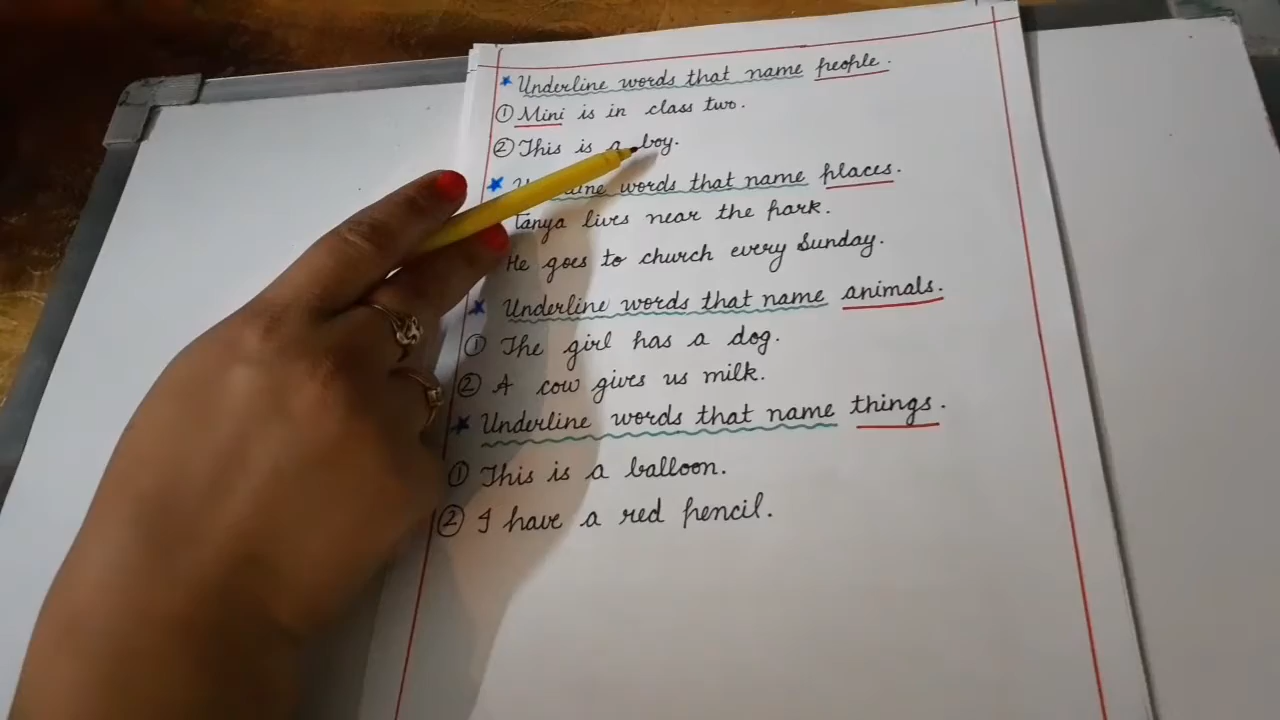 Underline words that name people.
① Mini is in class two.
② This is a boy.
Underline words that name places.
Tanya lives near the park.
He goes to church every Sunday.
Underline words that name animals.
① The girl has a dog.
② A cow gives us milk.
Underline words that name things.
① This is a balloon.
② I have a red pencil.